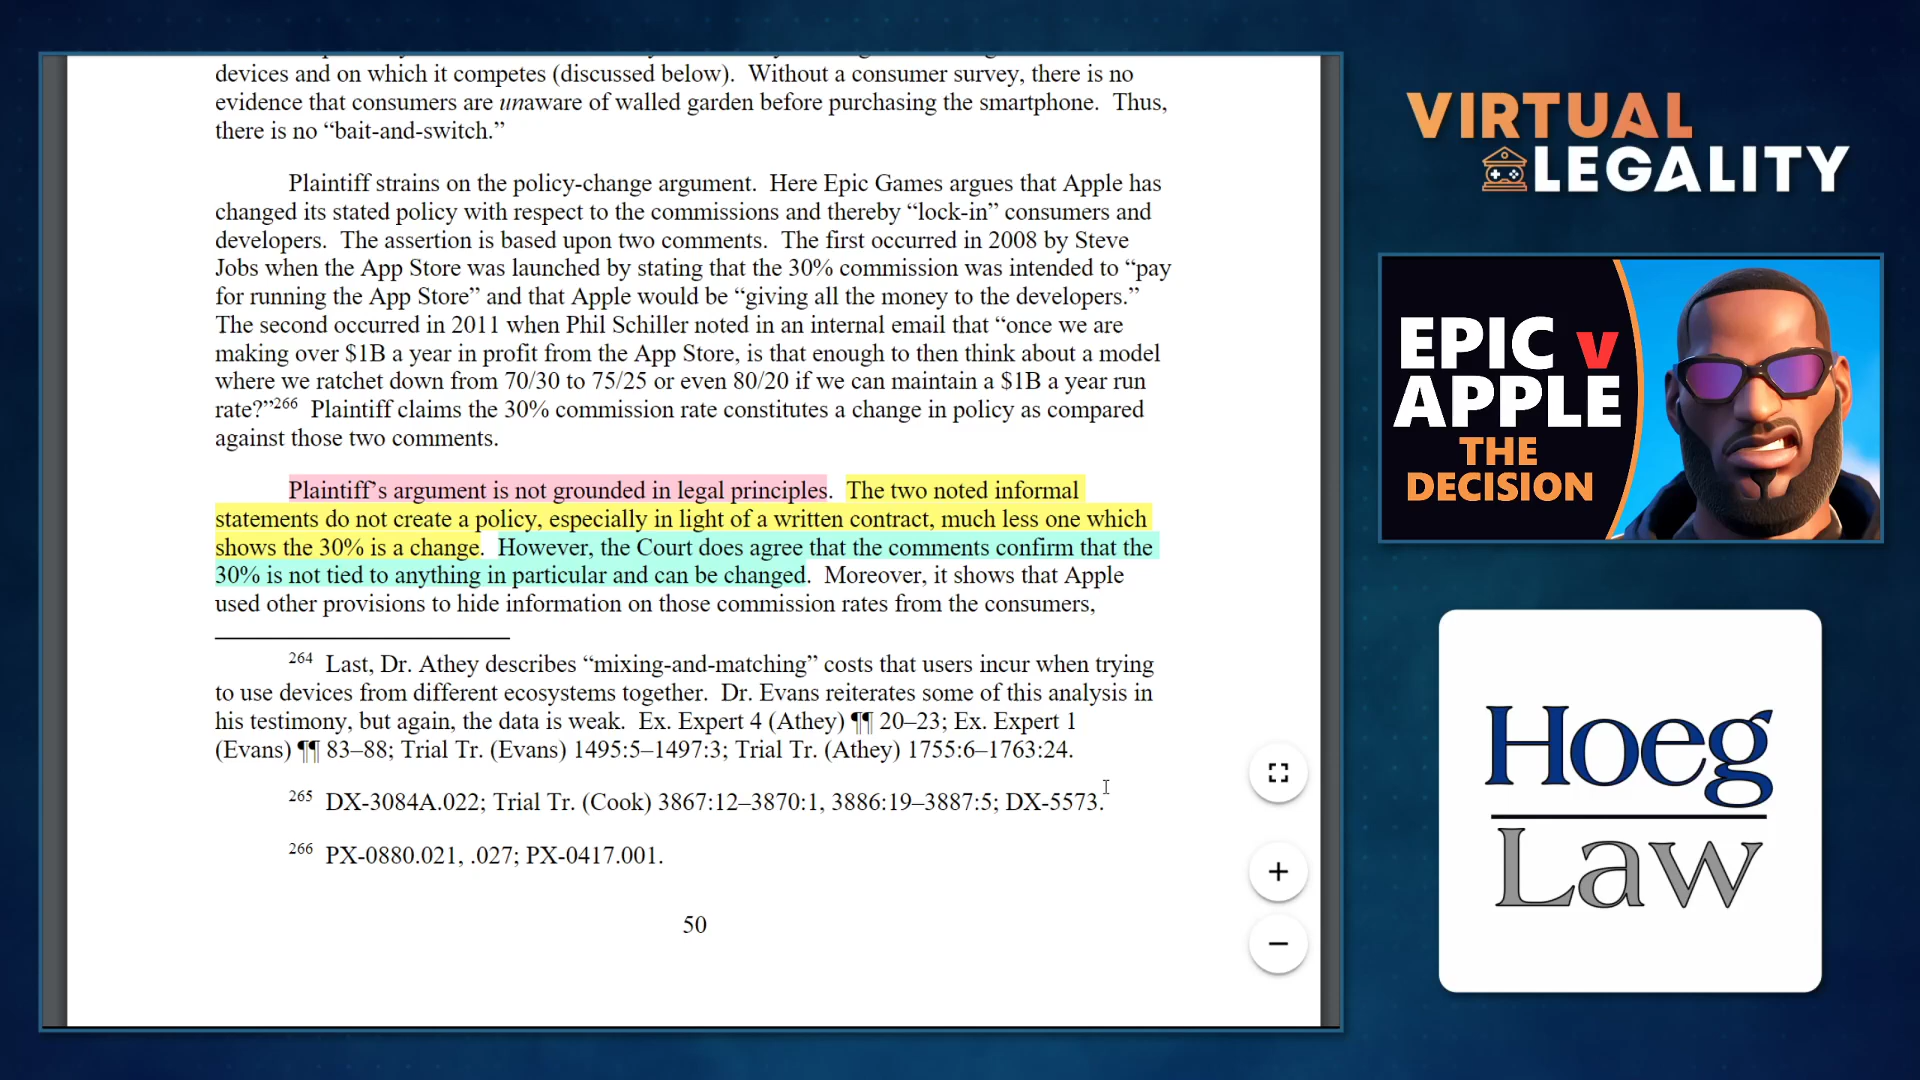 devices and on which it competes (discussed below).  Without a consumer survey, there is no
evidence that consumers are unaware of walled garden before purchasing the smartphone.  Thus,
there is no “bait-and-switch.”
Plaintiff strains on the policy-change argument.  Here Epic Games argues that Apple has
changed its stated policy with respect to the commissions and thereby “lock-in” consumers and
developers.  The assertion is based upon two comments.  The first occurred in 2008 by Steve
Jobs when the App Store was launched by stating that the 30% commission was intended to “pay
for running the App Store” and that Apple would be “giving all the money to the developers.”
The second occurred in 2011 when Phil Schiller noted in an internal email that “once we are
making over $1B a year in profit from the App Store, is that enough to then think about a model
where we ratchet down from 70/30 to 75/25 or even 80/20 if we can maintain a $1B a year run
rate?”266  Plaintiff claims the 30% commission rate constitutes a change in policy as compared
against those two comments.
Plaintiff’s argument is not grounded in legal principles.  The two noted informal
statements do not create a policy, especially in light of a written contract, much less one which
shows the 30% is a change.  However, the Court does agree that the comments confirm that the
30% is not tied to anything in particular and can be changed.  Moreover, it shows that Apple
used other provisions to hide information on those commission rates from the consumers,
264  Last, Dr. Athey describes “mixing-and-matching” costs that users incur when trying
to use devices from different ecosystems together.  Dr. Evans reiterates some of this analysis in
his testimony, but again, the data is weak.  Ex. Expert 4 (Athey) ¶¶ 20–23; Ex. Expert 1
(Evans) ¶¶ 83–88; Trial Tr. (Evans) 1495:5–1497:3; Trial Tr. (Athey) 1755:6–1763:24.
265  DX-3084A.022; Trial Tr. (Cook) 3867:12–3870:1, 3886:19–3887:5; DX-5573.
266  PX-0880.021, .027; PX-0417.001.
50
VIRTUAL
LEGALITY
EPIC v
APPLE
THE
DECISION
Hoeg
Law